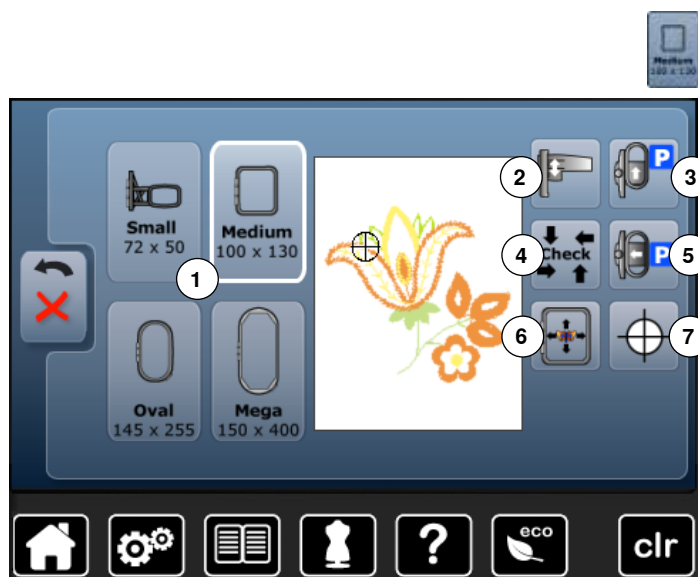 Medium
100 x 130
Small
72 x 50
Medium
100 x 130
1
Oval
145 x 255
Mega
150 x 400
2
P
3
4
Check
P
5
6
7
?
eco
clr